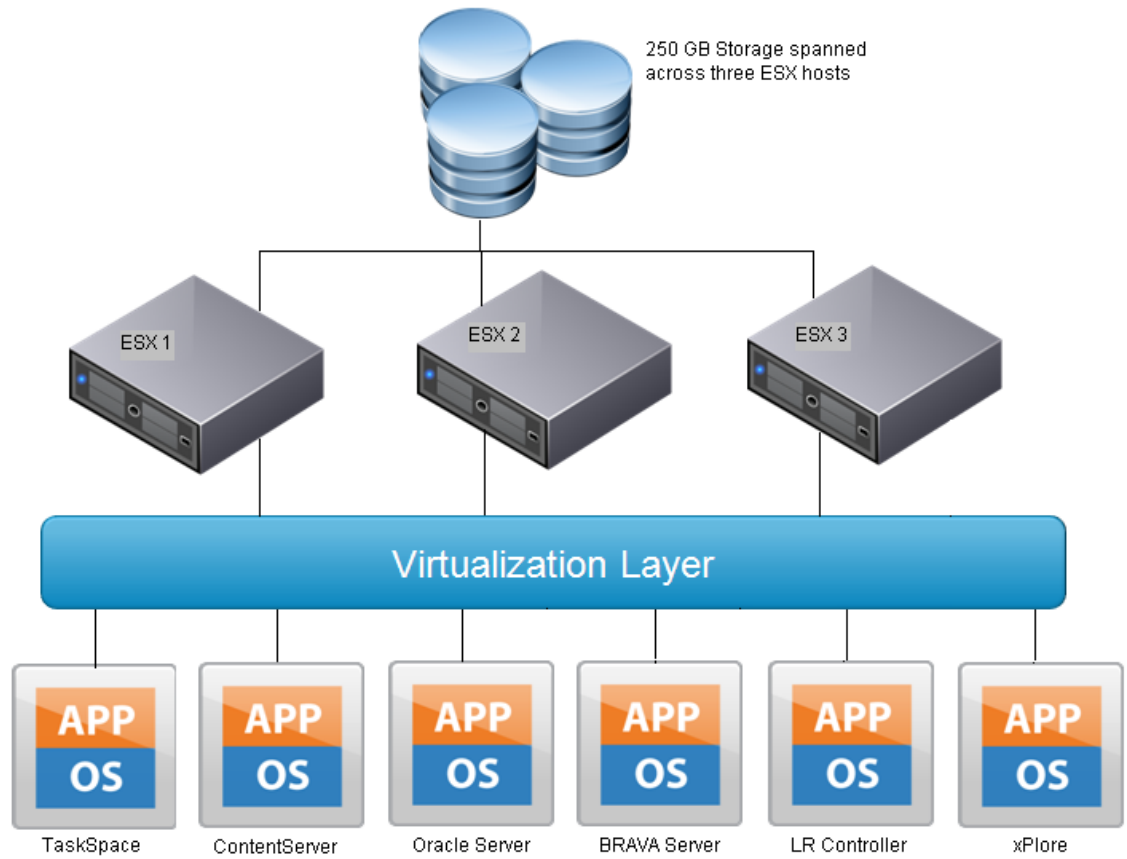 250 GB Storage spanned
across three ESX hosts
ESX 1
ESX 2
ESX 3
Virtualization Layer
APP
OS
APP
OS
APP
OS
APP
OS
APP
OS
APP
OS
TaskSpace
ContentServer
Oracle Server
BRAVA Server
LR Controller
xPlore